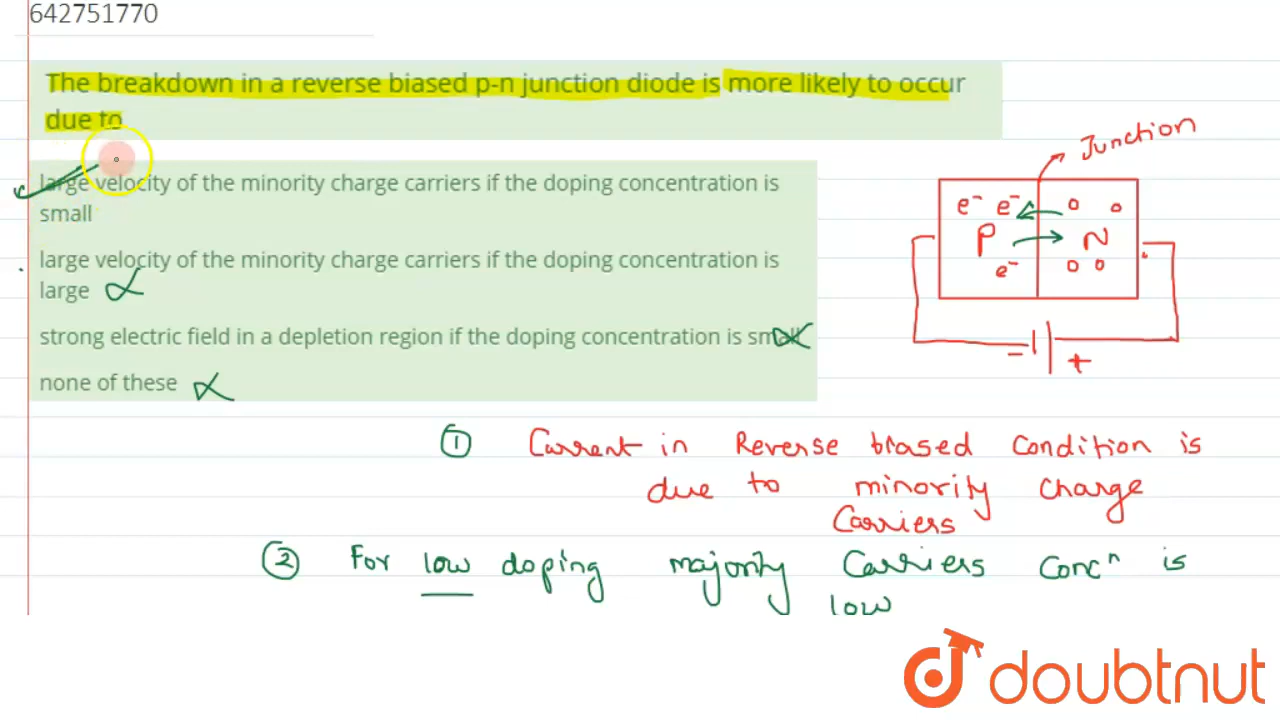 642751770
The breakdown in a reverse biased p-n junction diode is more likely to occur
due to
large velocity of the minority charge carriers if the doping concentration is
small
large velocity of the minority charge carriers if the doping concentration is
large
strong electric field in a depletion region if the doping concentration is small
none of these
Junction
e⁻ e⁻
P N
e⁻
- +
① Current in Reverse biased Condition is
due to minority Charge
Carriers
② For low doping majority Carriers Concⁿ is
low
doubtnut